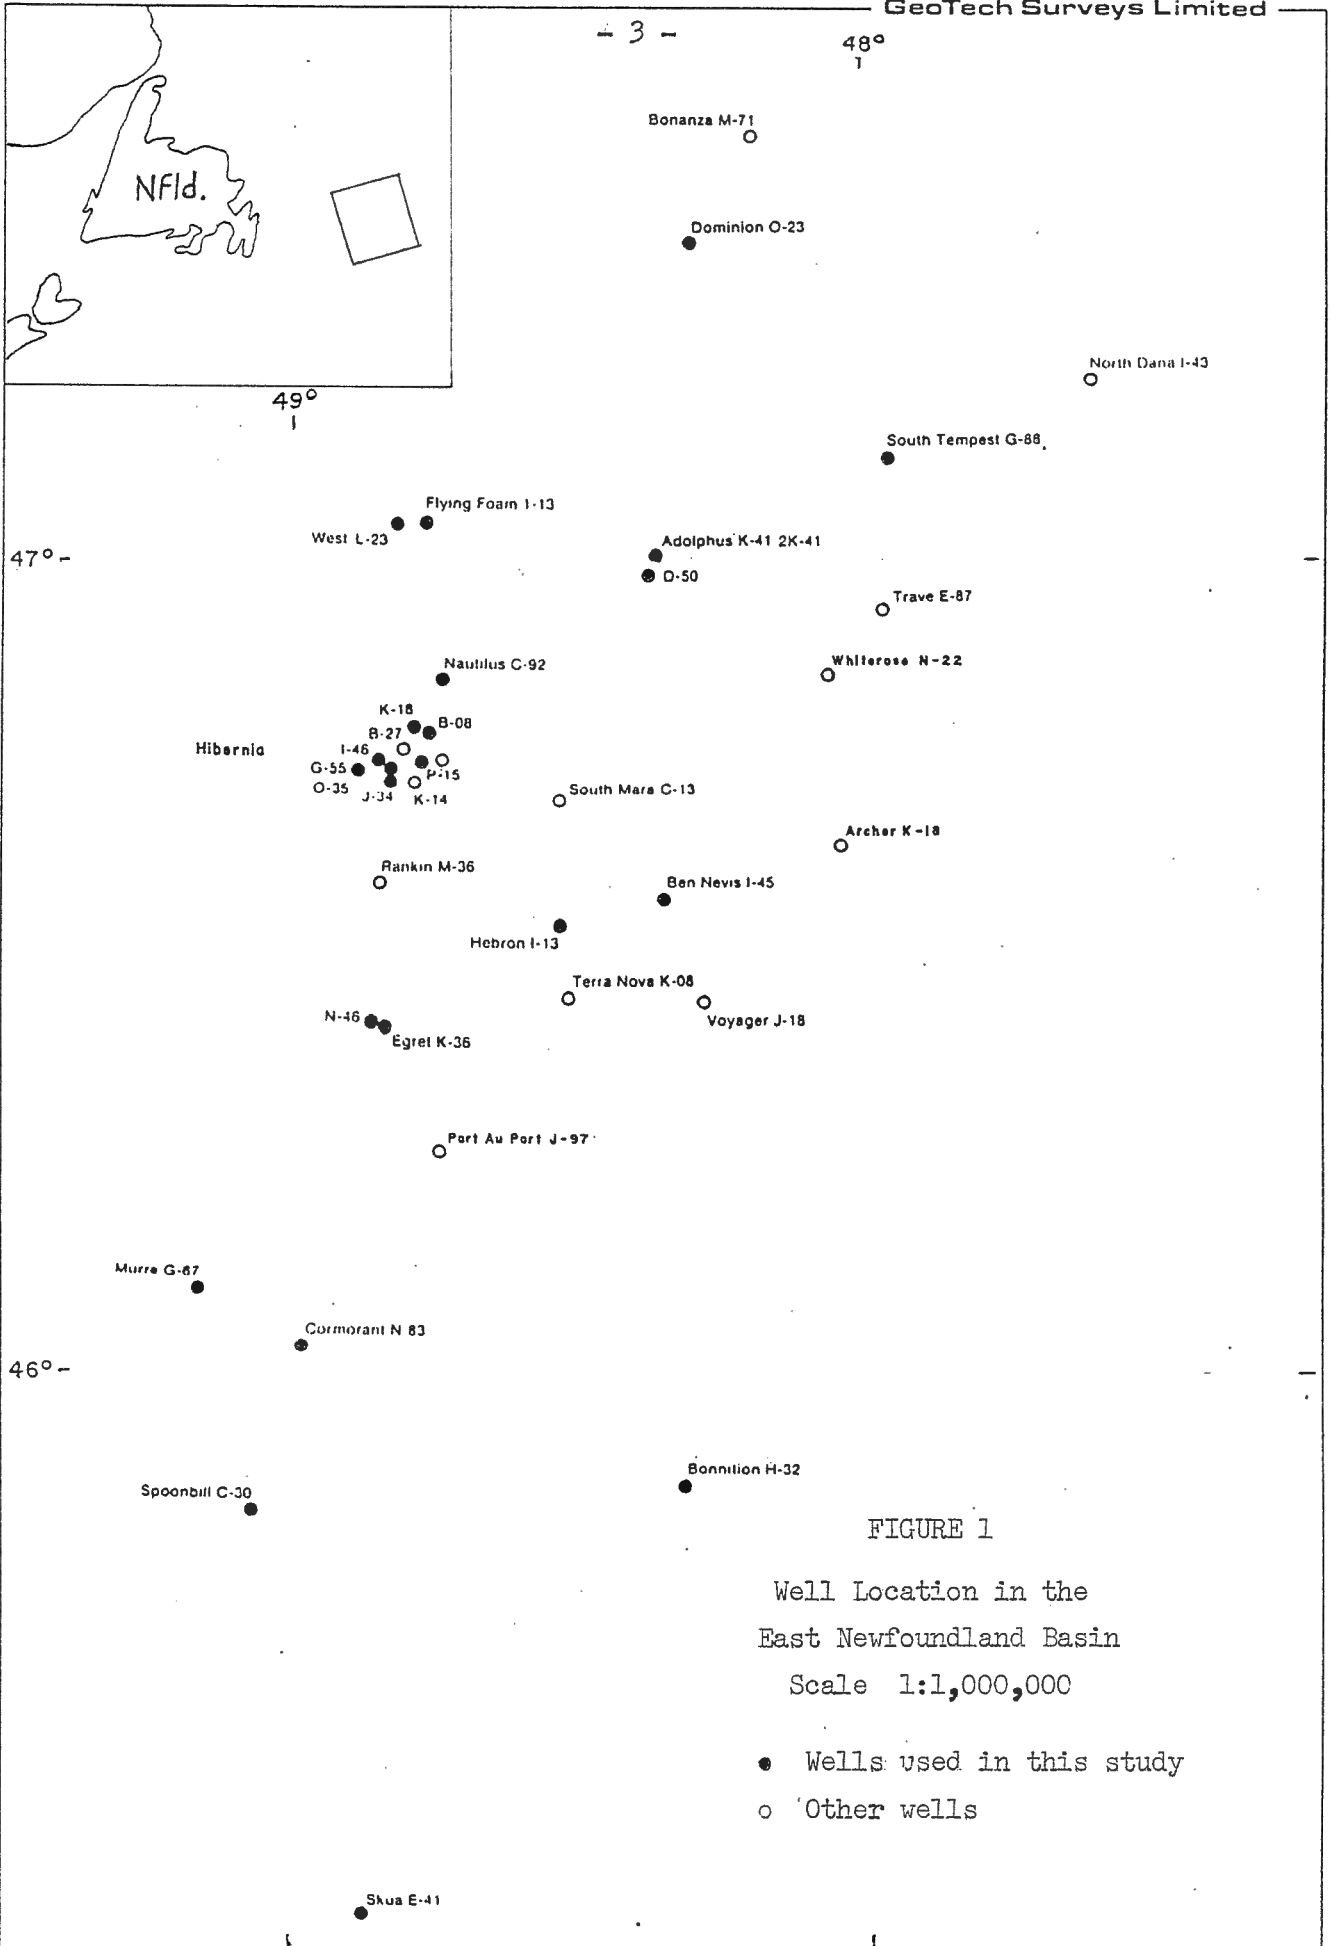 GeoTech Surveys Limited
- 3 -
48°
Nfld.
Bonanza M-71
Dominion O-23
North Dana I-43
49°
South Tempest G-88
Flying Foam I-13
West L-23
Adolphus K-41 2K-41
47°
D-50
Trave E-87
Whiterose N-22
Nautilus C-92
K-18
B-08
B-27
Hibernia
I-46
G-55
P-15
O-35
J-34
K-14
South Mara C-13
Archer K-18
Rankin M-36
Ben Nevis I-45
Hebron I-13
Terra Nova K-08
N-46
Voyager J-18
Egret K-36
Port Au Port J-97
Murre G-67
Cormorant N 83
46°
Bonnition H-32
Spoonbill C-30
FIGURE 1
Well Location in the
East Newfoundland Basin
Scale 1:1,000,000
Wells used in this study
Other wells
Skua E-41